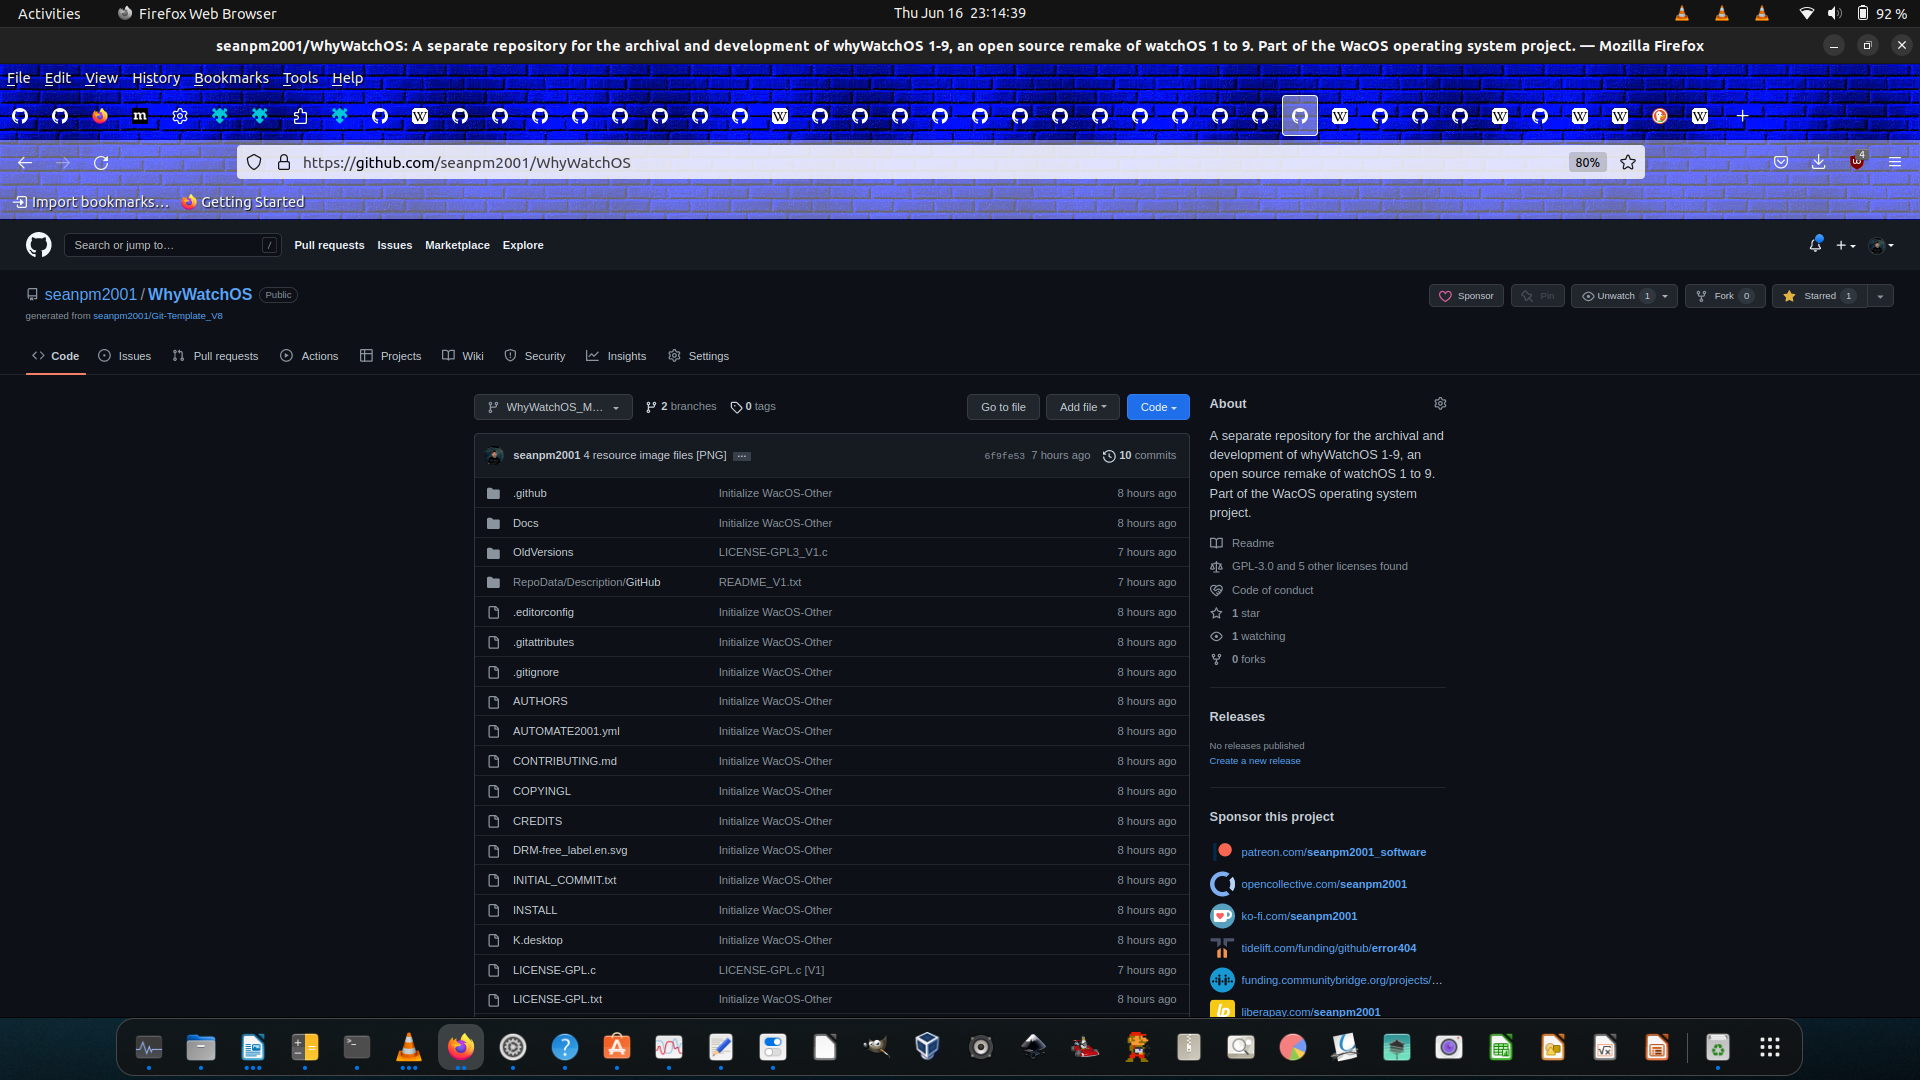 Activities Firefox Web Browser Thu Jun 16 23:14:39 92 %
seanpm2001/WhyWatchOS: A separate repository for the archival and development of whyWatchOS 1-9, an open source remake of watchOS 1 to 9. Part of the WacOS operating system project. — Mozilla Firefox
File Edit View History Bookmarks Tools Help
https://github.com/seanpm2001/WhyWatchOS 80% 4
Import bookmarks… Getting Started
Search or jump to… / Pull requests Issues Marketplace Explore
seanpm2001 / WhyWatchOS Public Sponsor Pin Unwatch 1 Fork 0 Starred 1
generated from seanpm2001/Git-Template_V8
Code Issues Pull requests Actions Projects Wiki Security Insights Settings
WhyWatchOS_M... 2 branches 0 tags Go to file Add file Code
seanpm2001 4 resource image files [PNG] ... 6f9fe53 7 hours ago 10 commits
.github Initialize WacOS-Other 8 hours ago
Docs Initialize WacOS-Other 8 hours ago
OldVersions LICENSE-GPL3_V1.c 7 hours ago
RepoData/Description/GitHub README_V1.txt 7 hours ago
.editorconfig Initialize WacOS-Other 8 hours ago
.gitattributes Initialize WacOS-Other 8 hours ago
.gitignore Initialize WacOS-Other 8 hours ago
AUTHORS Initialize WacOS-Other 8 hours ago
AUTOMATE2001.yml Initialize WacOS-Other 8 hours ago
CONTRIBUTING.md Initialize WacOS-Other 8 hours ago
COPYINGL Initialize WacOS-Other 8 hours ago
CREDITS Initialize WacOS-Other 8 hours ago
DRM-free_label.en.svg Initialize WacOS-Other 8 hours ago
INITIAL_COMMIT.txt Initialize WacOS-Other 8 hours ago
INSTALL Initialize WacOS-Other 8 hours ago
K.desktop Initialize WacOS-Other 8 hours ago
LICENSE-GPL.c LICENSE-GPL.c [V1] 7 hours ago
LICENSE-GPL.txt Initialize WacOS-Other 8 hours ago
About
A separate repository for the archival and
development of whyWatchOS 1-9, an
open source remake of watchOS 1 to 9.
Part of the WacOS operating system
project.
Readme
GPL-3.0 and 5 other licenses found
Code of conduct
1 star
1 watching
0 forks
Releases
No releases published
Create a new release
Sponsor this project
patreon.com/seanpm2001_software
opencollective.com/seanpm2001
ko-fi.com/seanpm2001
tidelift.com/funding/github/error404
funding.communitybridge.org/projects/...
liberapay.com/seanpm2001